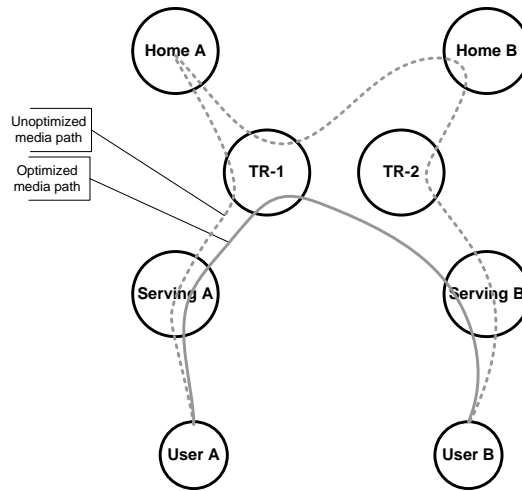 Home A
Home B
Unoptimized
media path
Optimized
media path
TR-1
TR-2
Serving A
Serving B
User A
User B